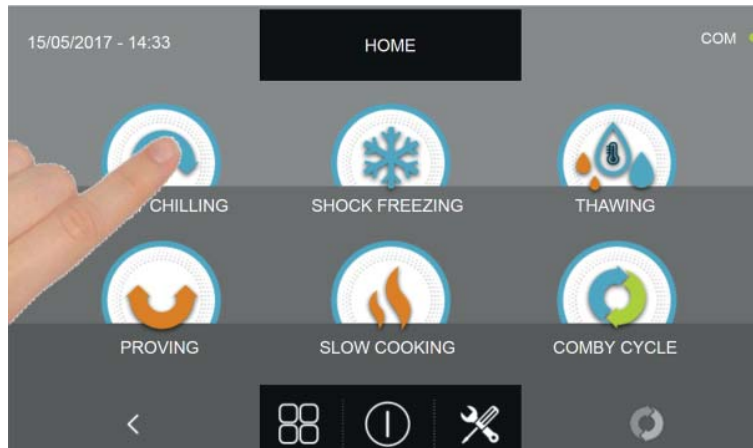 15/05/2017 - 14:33
HOME
COM
CHILLING
SHOCK FREEZING
THAWING
PROVING
SLOW COOKING
COMBY CYCLE